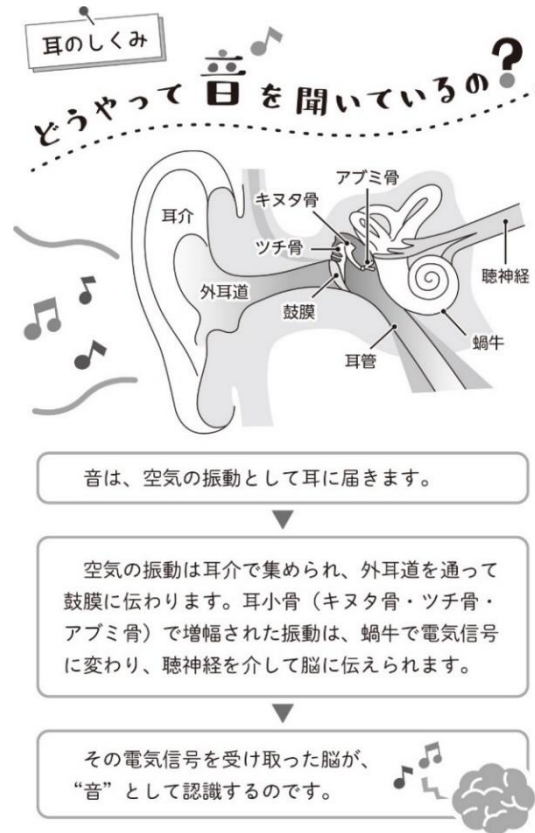 耳のしくみ
どうやって音を聞いているの?
アブミ骨
キヌタ骨
耳介
ツチ骨
聴神経
外耳道
鼓膜
蝸牛
耳管
音は、空気の振動として耳に届きます。
空気の振動は耳介で集められ、外耳道を通って
鼓膜に伝わります。耳小骨（キヌタ骨・ツチ骨・
アブミ骨）で増幅された振動は、蝸牛で電気信号
に変わり、聴神経を介して脳に伝えられます。
その電気信号を受け取った脳が、
“音”として認識するのです。